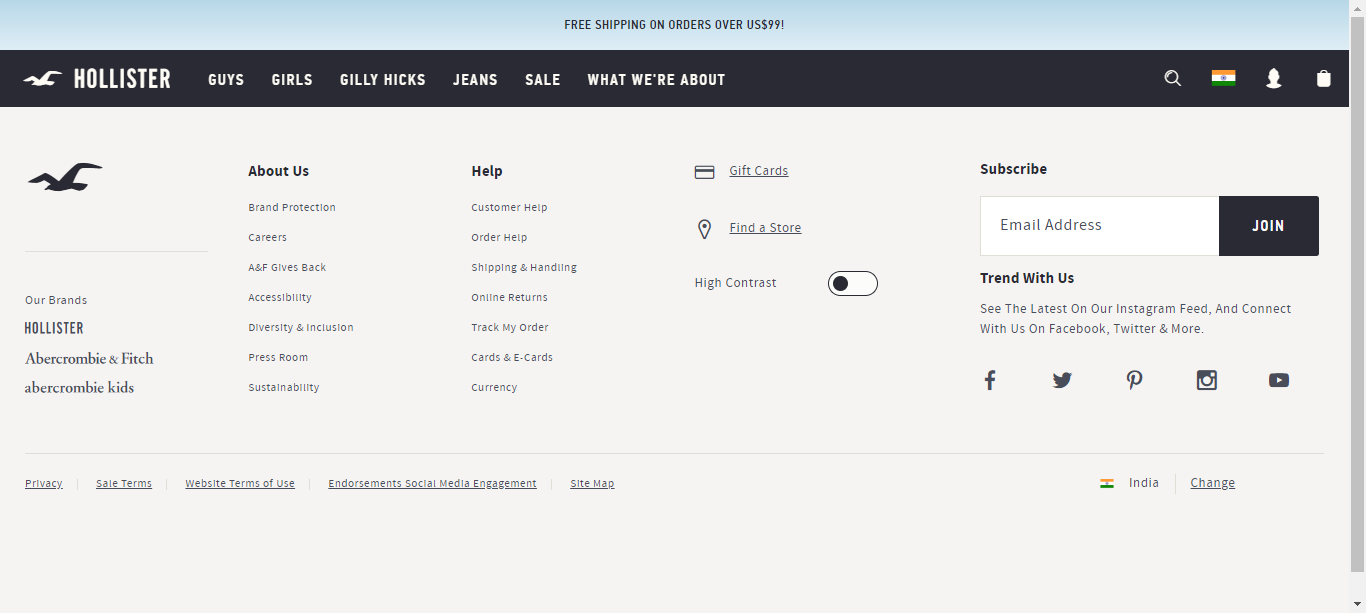 FREE SHIPPING ON ORDERS OVER US$99!
HOLLISTER GUYS GIRLS GILLY HICKS JEANS SALE WHAT WE'RE ABOUT
Our Brands
HOLLISTER
Abercrombie & Fitch
abercrombie kids
About Us
Brand Protection
Careers
A&F Gives Back
Accessibility
Diversity & Inclusion
Press Room
Sustainability
Help
Customer Help
Order Help
Shipping & Handling
Online Returns
Track My Order
Cards & E-Cards
Currency
Gift Cards
Find a Store
High Contrast
Subscribe
Email Address JOIN
Trend With Us
See The Latest On Our Instagram Feed, And Connect
With Us On Facebook, Twitter & More.
Privacy Sale Terms Website Terms of Use Endorsements Social Media Engagement Site Map India Change